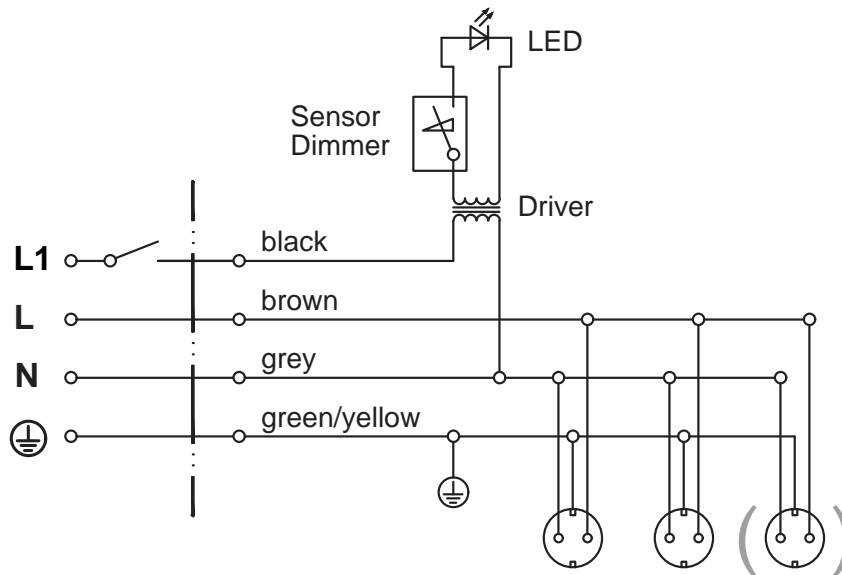 LED
Sensor
Dimmer
Driver
L1
black
L
brown
N
grey
green/yellow